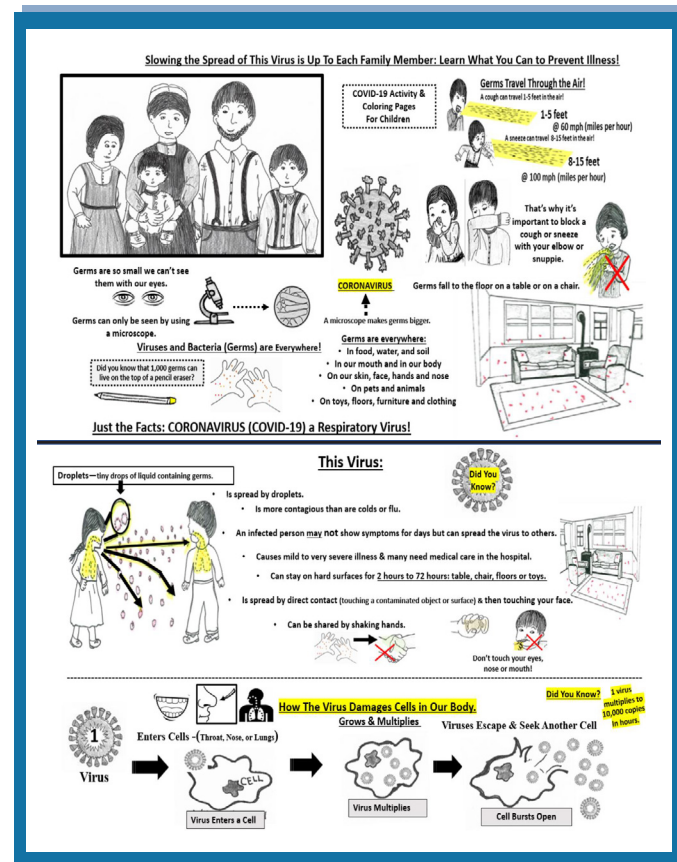 Slowing the Spread of This Virus is Up To Each Family Member: Learn What You Can to Prevent Illness!
COVID-19 Activity &
Coloring Pages
For Children
Germs Travel Through the Air!
A cough can travel 1-5 feet in the air!
1-5 feet
@ 60 mph (miles per hour)
A sneeze can travel 8-15 feet in the air!
8-15 feet
@ 100 mph (miles per hour)
That's why it's
important to block a
cough or sneeze
with your elbow or
snuppie.
Germs are so small we can't see
them with our eyes.
CORONAVIRUS
Germs fall to the floor on a table or on a chair.
Germs can only be seen by using
a microscope.
A microscope makes germs bigger.
Viruses and Bacteria (Germs) are Everywhere!
Did you know that 1,000 germs can
live on the top of a pencil eraser?
Germs are everywhere:
• In food, water, and soil
• In our mouth and in our body
• On our skin, face, hands and nose
• On pets and animals
• On toys, floors, furniture and clothing
Just the Facts: CORONAVIRUS (COVID-19) a Respiratory Virus!
This Virus:
Droplets—tiny drops of liquid containing germs.
Did You
Know?
• Is spread by droplets.
• Is more contagious than are colds or flu.
• An infected person may not show symptoms for days but can spread the virus to others.
• Causes mild to very severe illness & many need medical care in the hospital.
• Can stay on hard surfaces for 2 hours to 72 hours: table, chair, floors or toys.
• Is spread by direct contact (touching a contaminated object or surface) & then touching your face.
• Can be shared by shaking hands.
Don't touch your eyes,
nose or mouth!
How The Virus Damages Cells in Our Body.
Did You Know?
1 virus
multiplies to
10,000 copies
in hours.
1
Virus
Enters Cells -(Throat, Nose, or Lungs)
CELL
Virus Enters a Cell
Grows & Multiplies
Virus Multiplies
Viruses Escape & Seek Another Cell
Cell Bursts Open